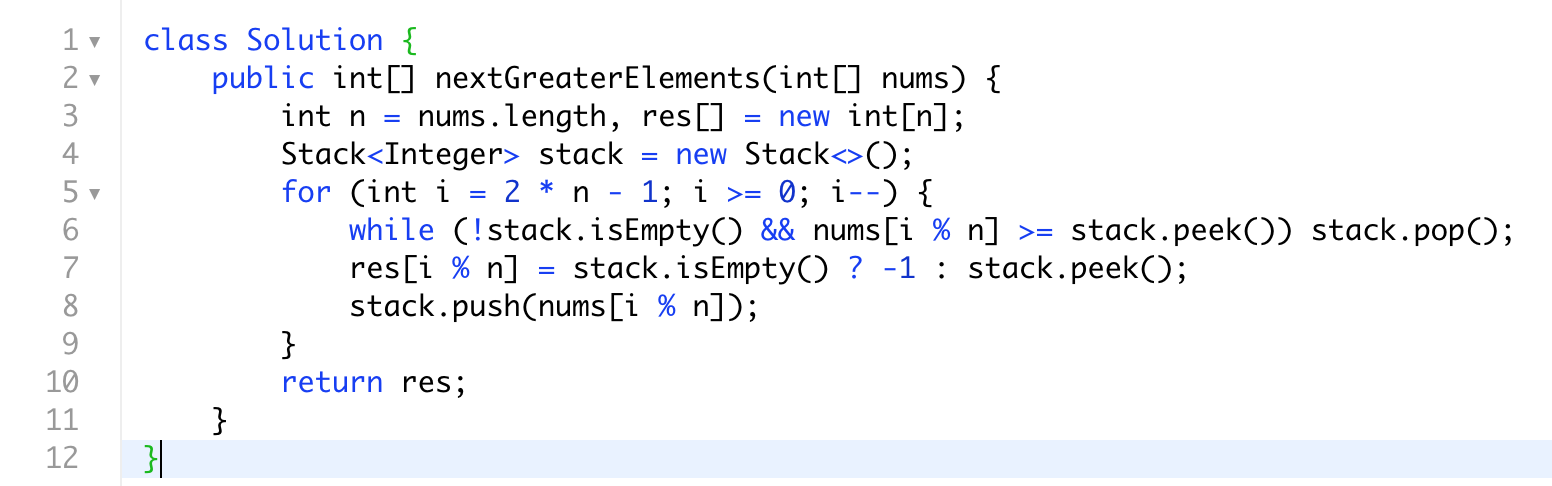 1 class Solution {
2 public int[] nextGreaterElements(int[] nums) {
3 int n = nums.length, res[] = new int[n];
4 Stack<Integer> stack = new Stack<>();
5 for (int i = 2 * n - 1; i >= 0; i--) {
6 while (!stack.isEmpty() && nums[i % n] >= stack.peek()) stack.pop();
7 res[i % n] = stack.isEmpty() ? -1 : stack.peek();
8 stack.push(nums[i % n]);
9 }
10 return res;
11 }
12 }